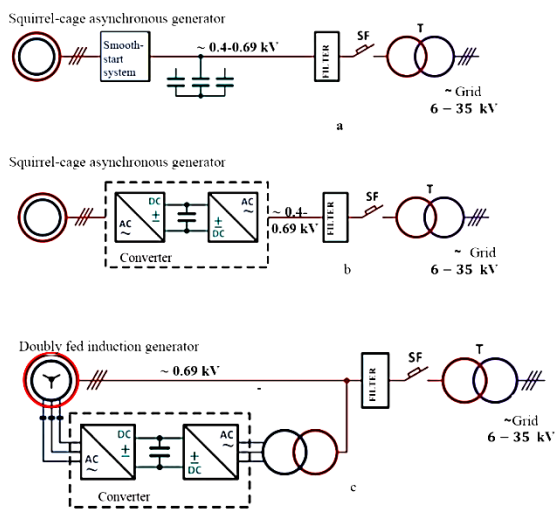 Squirrel-cage asynchronous generator
Smooth-
start
system
~ 0.4-0.69 kV
FILTER
SF
T
~ Grid
6 – 35 kV
a
Squirrel-cage asynchronous generator
AC
~
DC
±
±
DC
AC
~
Converter
~ 0.4-
0.69 kV
FILTER
SF
T
~ Grid
6 – 35 kV
b
Doubly fed induction generator
~ 0.69 kV
-
FILTER
SF
T
~Grid
6 – 35 kV
AC
~
DC
±
±
DC
AC
~
Converter
c